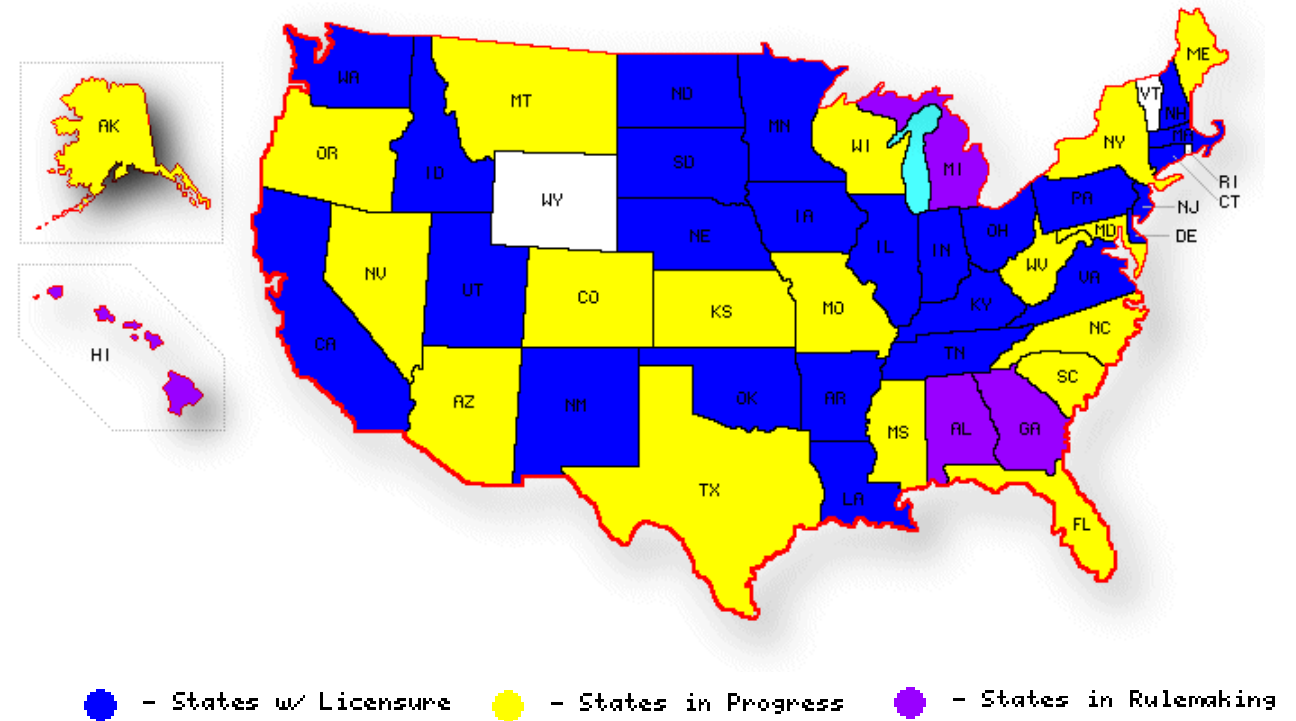 ME
VT
NH
WA
MT
ND
MN
MA
AK
NY
OR
WI
SD
MI
ID
RI
WY
PA
CT
NJ
IA
NE
OH
MD
DE
IL
IN
NV
WV
VA
UT
CO
KS
MO
KY
NC
CA
HI
TN
SC
AZ
NM
OK
AR
MS
AL
GA
TX
LA
FL
- States w/ Licensure
- States in Progress
- States in Rulemaking